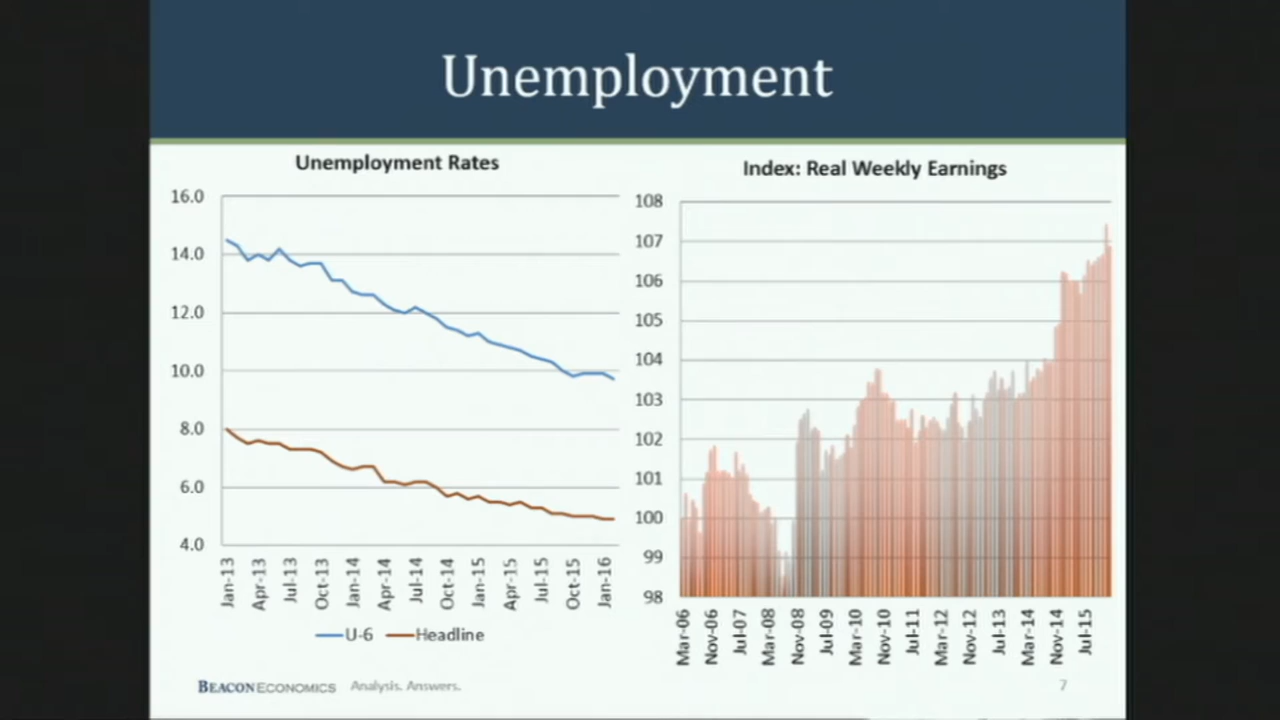 Unemployment
Unemployment Rates
16.0
14.0
12.0
10.0
8.0
6.0
4.0
Jan-13
Apr-13
Jul-13
Oct-13
Jan-14
Apr-14
Jul-14
Oct-14
Jan-15
Apr-15
Jul-15
Oct-15
Jan-16
U-6 Headline
Index: Real Weekly Earnings
108
107
106
105
104
103
102
101
100
99
98
Mar-06
Nov-06
Jul-07
Mar-08
Nov-08
Jul-09
Mar-10
Nov-10
Jul-11
Mar-12
Nov-12
Jul-13
Mar-14
Nov-14
Jul-15
BEACONECONOMICS Analysis. Answers.
7